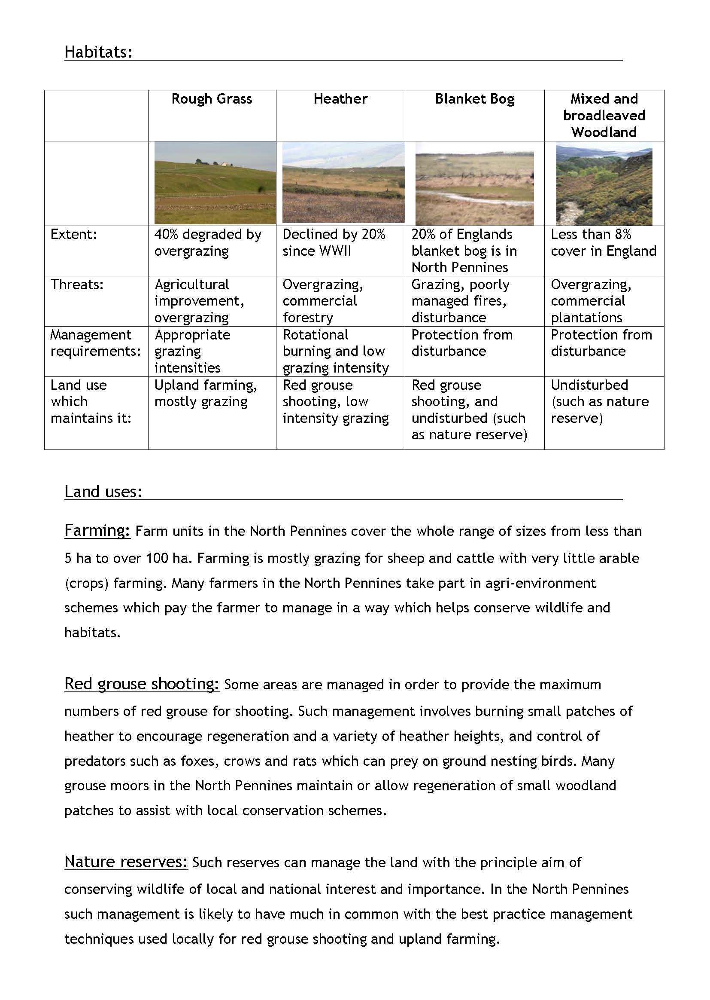 Habitats:
Rough Grass
Heather
Blanket Bog
Mixed and
broadleaved
Woodland
Extent:
40% degraded by
overgrazing
Declined by 20%
since WWII
20% of Englands
blanket bog is in
North Pennines
Less than 8%
cover in England
Threats:
Agricultural
improvement,
overgrazing
Overgrazing,
commercial
forestry
Grazing, poorly
managed fires,
disturbance
Overgrazing,
commercial
plantations
Management
requirements:
Appropriate
grazing
intensities
Rotational
burning and low
grazing intensity
Protection from
disturbance
Protection from
disturbance
Land use
which
maintains it:
Upland farming,
mostly grazing
Red grouse
shooting, low
intensity grazing
Red grouse
shooting, and
undisturbed (such
as nature reserve)
Undisturbed
(such as nature
reserve)
Land uses:
Farming: Farm units in the North Pennines cover the whole range of sizes from less than
5 ha to over 100 ha. Farming is mostly grazing for sheep and cattle with very little arable
(crops) farming. Many farmers in the North Pennines take part in agri-environment
schemes which pay the farmer to manage in a way which helps conserve wildlife and
habitats.
Red grouse shooting: Some areas are managed in order to provide the maximum
numbers of red grouse for shooting. Such management involves burning small patches of
heather to encourage regeneration and a variety of heather heights, and control of
predators such as foxes, crows and rats which can prey on ground nesting birds. Many
grouse moors in the North Pennines maintain or allow regeneration of small woodland
patches to assist with local conservation schemes.
Nature reserves: Such reserves can manage the land with the principle aim of
conserving wildlife of local and national interest and importance. In the North Pennines
such management is likely to have much in common with the best practice management
techniques used locally for red grouse shooting and upland farming.